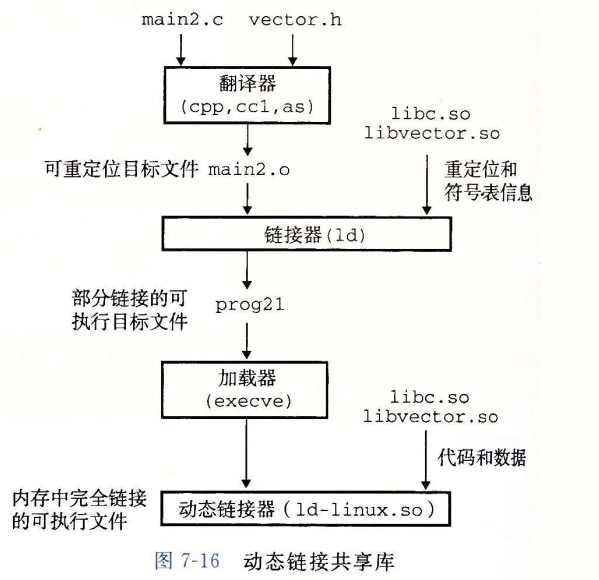 main2.c vector.h
翻译器
(cpp,cc1,as)
libc.so
libvector.so
可重定位目标文件 main2.o
重定位和
符号表信息
链接器(ld)
部分链接的可
执行目标文件
prog21
加载器
(execve)
libc.so
libvector.so
代码和数据
内存中完全链接
的可执行文件
动态链接器(ld-linux.so)
图 7-16 动态链接共享库